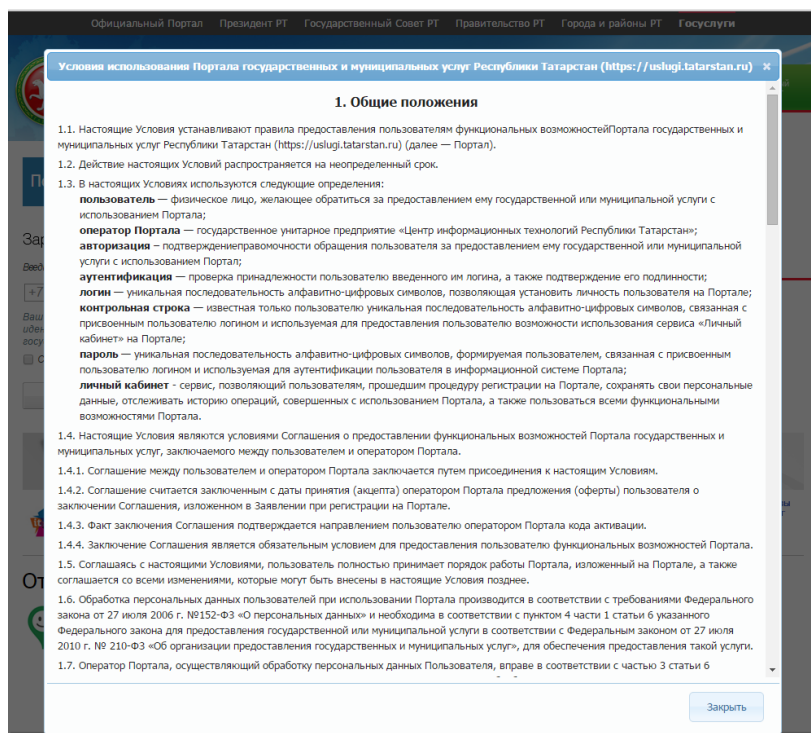 Официальный Портал Президент РТ Государственный Совет РТ Правительство РТ Города и районы РТ Госуслуги
Условия использования Портала государственных и муниципальных услуг Республики Татарстан (https://uslugi.tatarstan.ru)
1. Общие положения
1.1. Настоящие Условия устанавливают правила предоставления пользователям функциональных возможностейПортала государственных и
муниципальных услуг Республики Татарстан (https://uslugi.tatarstan.ru) (далее — Портал).
1.2. Действие настоящих Условий распространяется на неопределенный срок.
1.3. В настоящих Условиях используются следующие определения:
пользователь — физическое лицо, желающее обратиться за предоставлением ему государственной или муниципальной услуги с
использованием Портала;
оператор Портала — государственное унитарное предприятие «Центр информационных технологий Республики Татарстан»;
авторизация – подтверждениеправомочности обращения пользователя за предоставлением ему государственной или муниципальной
услуги с использованием Портал;
аутентификация — проверка принадлежности пользователю введенного им логина, а также подтверждение его подлинности;
логин — уникальная последовательность алфавитно-цифровых символов, позволяющая установить личность пользователя на Портале;
контрольная строка — известная только пользователю уникальная последовательность алфавитно-цифровых символов, связанная с
присвоенным пользователю логином и используемая для предоставления пользователю возможности использования сервиса «Личный
кабинет» на Портале;
пароль — уникальная последовательность алфавитно-цифровых символов, формируемая пользователем, связанная с присвоенным
пользователю логином и используемая для аутентификации пользователя в информационной системе Портала;
личный кабинет - сервис, позволяющий пользователям, прошедшим процедуру регистрации на Портале, сохранять свои персональные
данные, отслеживать историю операций, совершенных с использованием Портала, а также пользоваться всеми функциональными
возможностями Портала.
1.4. Настоящие Условия являются условиями Соглашения о предоставлении функциональных возможностей Портала государственных и
муниципальных услуг, заключаемого между пользователем и оператором Портала.
1.4.1. Соглашение между пользователем и оператором Портала заключается путем присоединения к настоящим Условиям.
1.4.2. Соглашение считается заключенным с даты принятия (акцепта) оператором Портала предложения (оферты) пользователя о
заключении Соглашения, изложенном в Заявлении при регистрации на Портале.
1.4.3. Факт заключения Соглашения подтверждается направлением пользователю оператором Портала кода активации.
1.4.4. Заключение Соглашения является обязательным условием для предоставления пользователю функциональных возможностей Портала.
1.5. Соглашаясь с настоящими Условиями, пользователь полностью принимает порядок работы Портала, изложенный на Портале, а также
соглашается со всеми изменениями, которые могут быть внесены в настоящие Условия позднее.
1.6. Обработка персональных данных пользователей при использовании Портала производится в соответствии с требованиями Федерального
закона от 27 июля 2006 г. №152-ФЗ «О персональных данных» и необходима в соответствии с пунктом 4 части 1 статьи 6 указанного
Федерального закона для предоставления государственной или муниципальной услуги в соответствии с Федеральным законом от 27 июля
2010 г. № 210-ФЗ «Об организации предоставления государственных и муниципальных услуг», для обеспечения предоставления такой услуги.
1.7. Оператор Портала, осуществляющий обработку персональных данных Пользователя, вправе в соответствии с частью 3 статьи 6
Закрыть
+7
Ваш